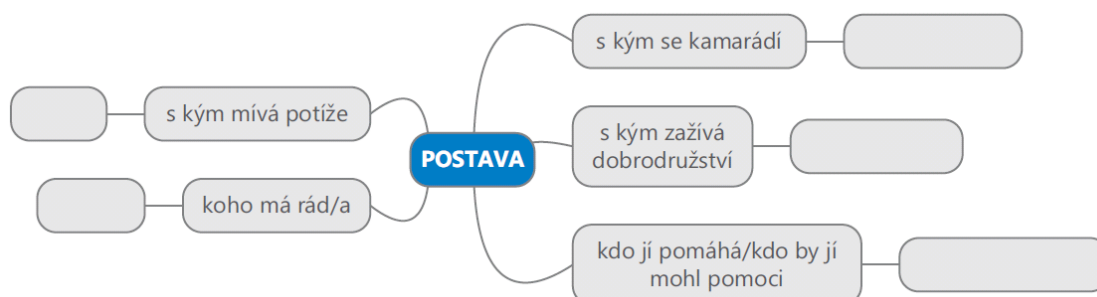 s kým se kamarádí
s kým mívá potíže
POSTAVA
s kým zažívá
dobrodružství
koho má rád/a
kdo jí pomáhá/kdo by jí
mohl pomoci